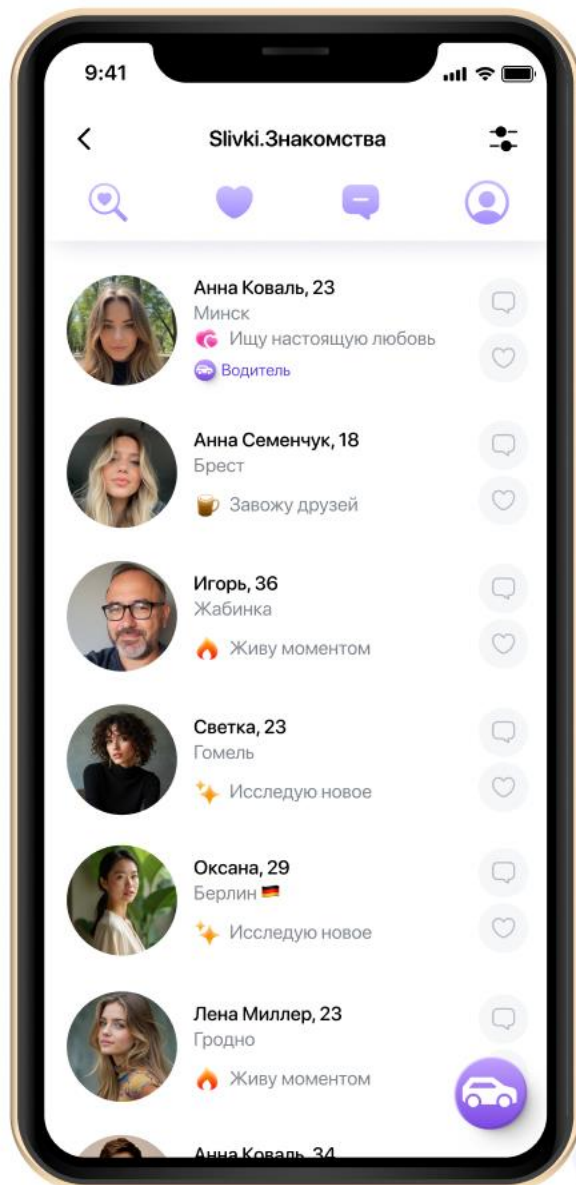 9:41
Slivki.Знакомства
Анна Коваль, 23
Минск
Ищу настоящую любовь
Водитель
Анна Семенчук, 18
Брест
Завожу друзей
Игорь, 36
Жабинка
Живу моментом
Светка, 23
Гомель
Исследую новое
Оксана, 29
Берлин
Исследую новое
Лена Миллер, 23
Гродно
Живу моментом
Анна Коваль, 34